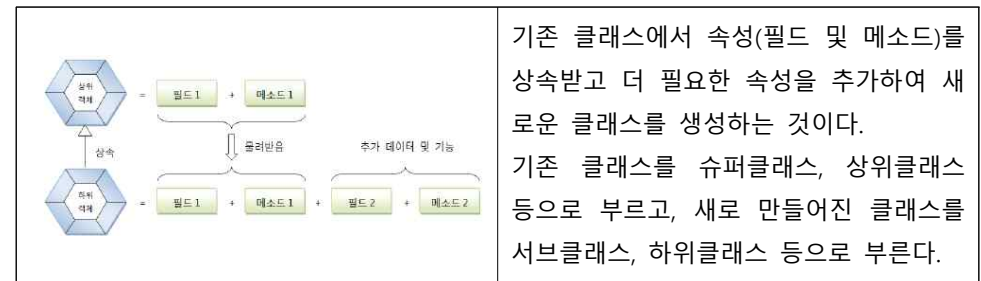 상위
객체
=
필드 1
+
메소드 1
상속
물려받음
추가 데이터 및 기능
하위
객체
=
필드 1
+
메소드 1
+
필드 2
+
메소드 2
기존 클래스에서 속성(필드 및 메소드)를
상속받고 더 필요한 속성을 추가하여 새
로운 클래스를 생성하는 것이다.
기존 클래스를 슈퍼클래스, 상위클래스
등으로 부르고, 새로 만들어진 클래스를
서브클래스, 하위클래스 등으로 부른다.